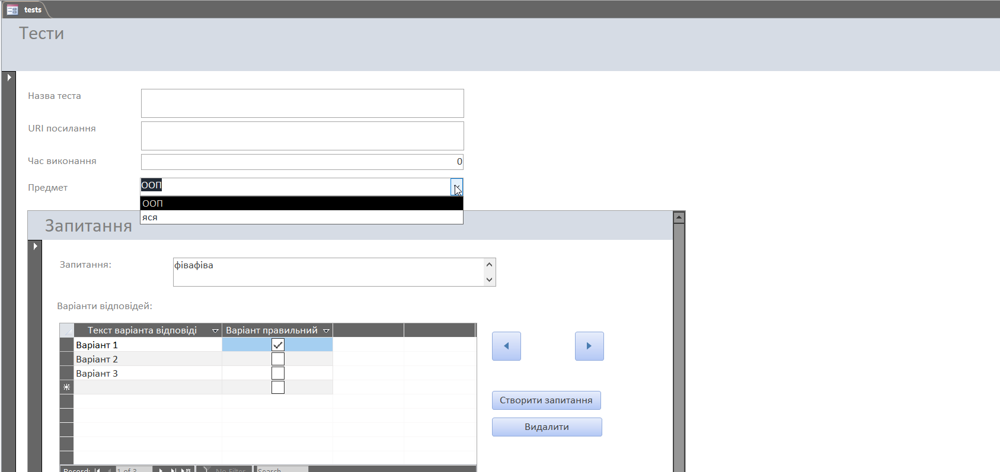 tests
Тести
Назва теста
URI посилання
Час виконання 0
Предмет ООП
ООП
яся
Запитання
Запитання: фівафіва
Варіанти відповідей:
Текст варіанта відповіді Варіант правильний
Варіант 1
Варіант 2
Варіант 3
Створити запитання
Видалити
Record: 1 of 3 No Filter Search